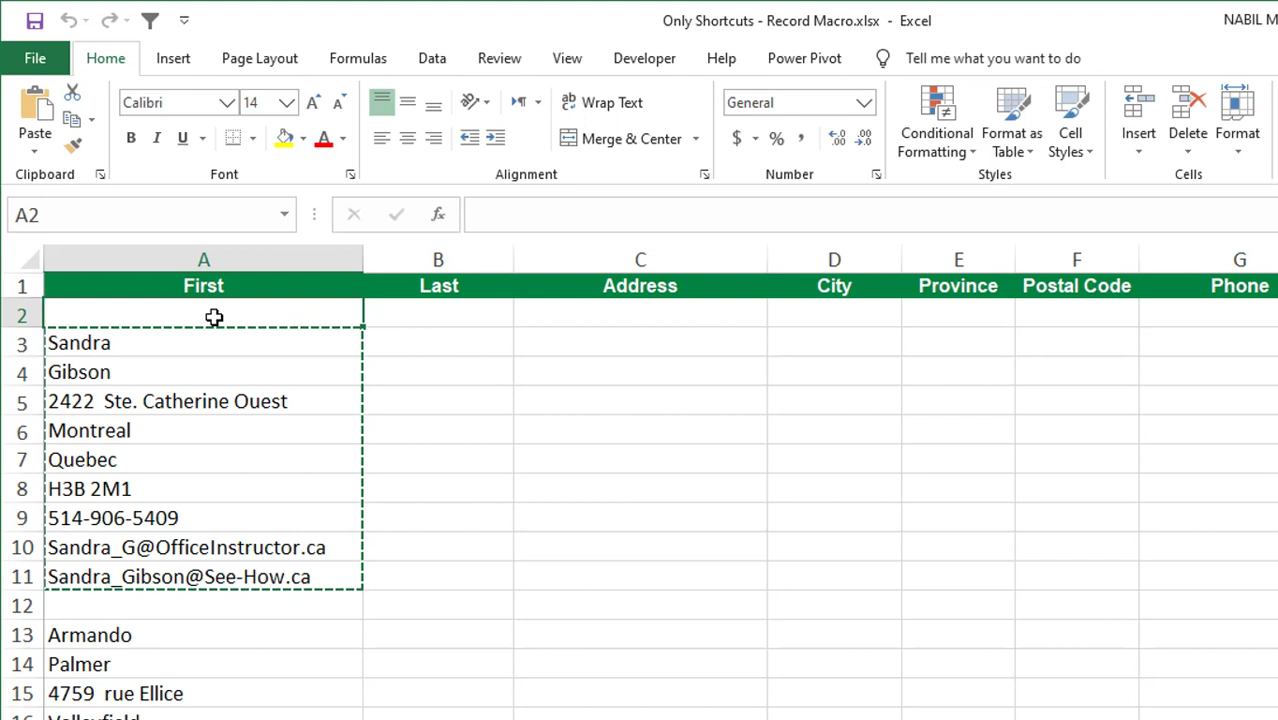 Only Shortcuts - Record Macro.xlsx - Excel
NABIL M
File Home Insert Page Layout Formulas Data Review View Developer Help Power Pivot Tell me what you want to do
Calibri 14 Wrap Text General
Paste B I U A Merge & Center $ % , Conditional Formatting Format as Table Cell Styles Insert Delete Format
Clipboard Font Alignment Number Styles Cells
A2 fx
A B C D E F G
1 First Last Address City Province Postal Code Phone
2
3 Sandra
4 Gibson
5 2422  Ste. Catherine Ouest
6 Montreal
7 Quebec
8 H3B 2M1
9 514-906-5409
10 Sandra_G@OfficeInstructor.ca
11 Sandra_Gibson@See-How.ca
12
13 Armando
14 Palmer
15 4759  rue Ellice
16